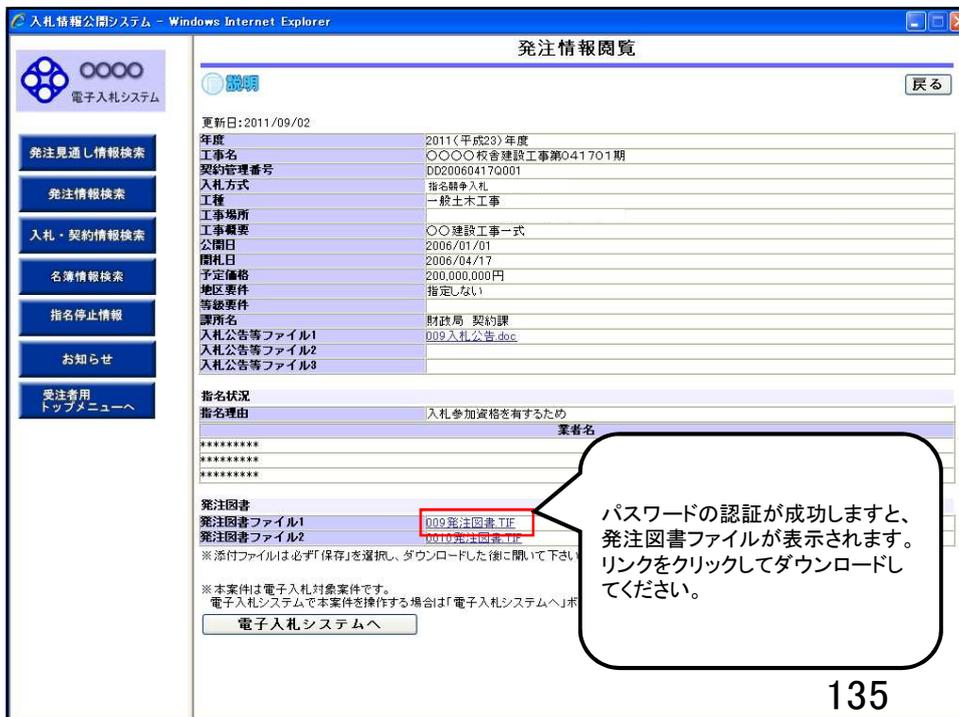 入札情報公開システム - Windows Internet Explorer
発注情報閲覧
〇〇〇〇
電子入札システム
説明
戻る
更新日:2011/09/02
発注見通し情報検索
発注情報検索
入札・契約情報検索
名簿情報検索
指名停止情報
お知らせ
受注者用
トップメニューへ
年度 2011(平成23)年度
工事名 〇〇〇〇校舎建設工事第041701期
契約管理番号 DD20060417Q001
入札方式 指名競争入札
工種 一般土木工事
工事場所
工事概要 〇〇建設工事一式
公開日 2006/01/01
開札日 2006/04/17
予定価格 200,000,000円
地区要件 指定しない
等級要件
課所名 財政局 契約課
入札公告等ファイル1 009入札公告.doc
入札公告等ファイル2
入札公告等ファイル3
指名状況
指名理由 入札参加資格を有するため
業者名
*********
*********
*********
発注図書
発注図書ファイル1 009発注図書.TIF
発注図書ファイル2 0010発注図書.TIF
※添付ファイルは必ず「保存」を選択し、ダウンロードした後に開いて下さい
※本案件は電子入札対象案件です。
電子入札システムで本案件を操作する場合は「電子入札システムへ」ボ
電子入札システムへ
パスワードの認証が成功しますと、
発注図書ファイルが表示されます。
リンクをクリックしてダウンロードし
てください。
135